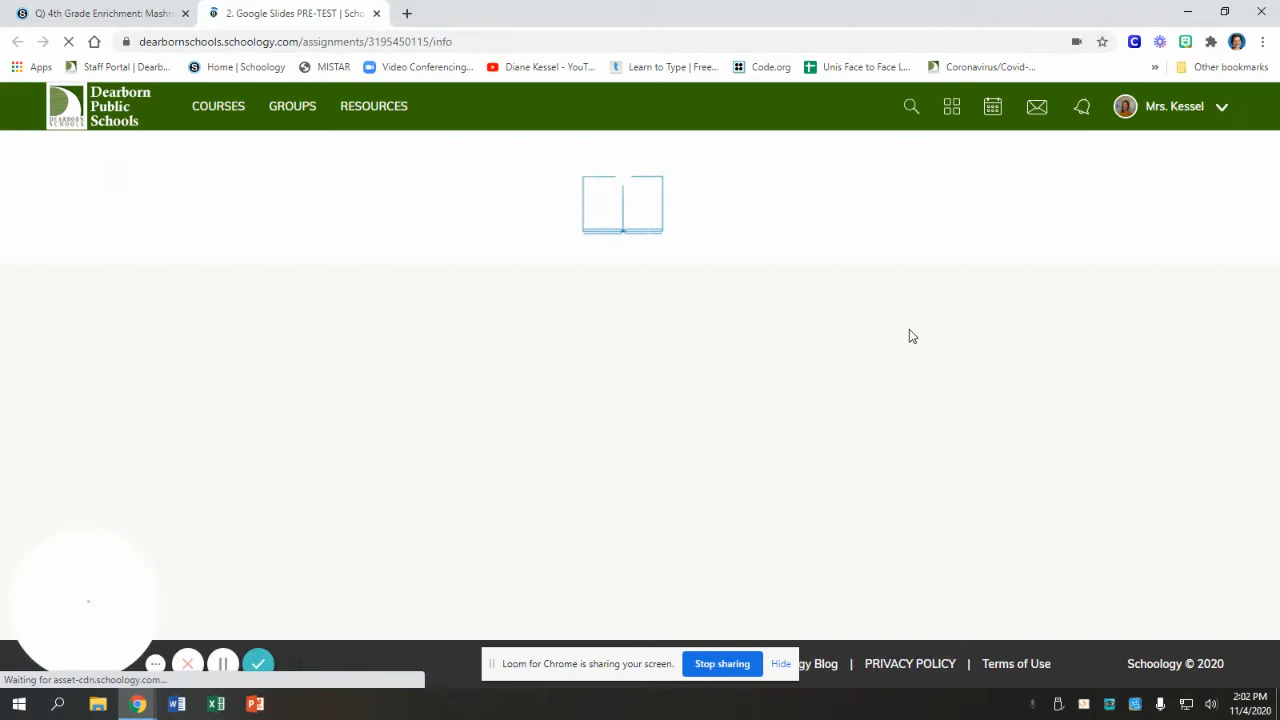 Q) 4th Grade Enrichment: Mashra
2. Google Slides PRE-TEST | Scho
dearbornschools.schoology.com/assignments/3195450115/info
Apps
Staff Portal | Dearb...
Home | Schoology
MISTAR
Video Conferencing,...
Diane Kessel - YouT...
Learn to Type | Free...
Code.org
Unis Face to Face L...
Coronavirus/Covid-...
»
Other bookmarks
Dearborn
Public
Schools
DEARBORN
SCHOOLS
COURSES
GROUPS
RESOURCES
Mrs. Kessel
Loom for Chrome is sharing your screen.
Stop sharing
Hide
gy Blog | PRIVACY POLICY | Terms of Use
Schoology © 2020
Waiting for asset-cdn.schoology.com...
2:02 PM
11/4/2020